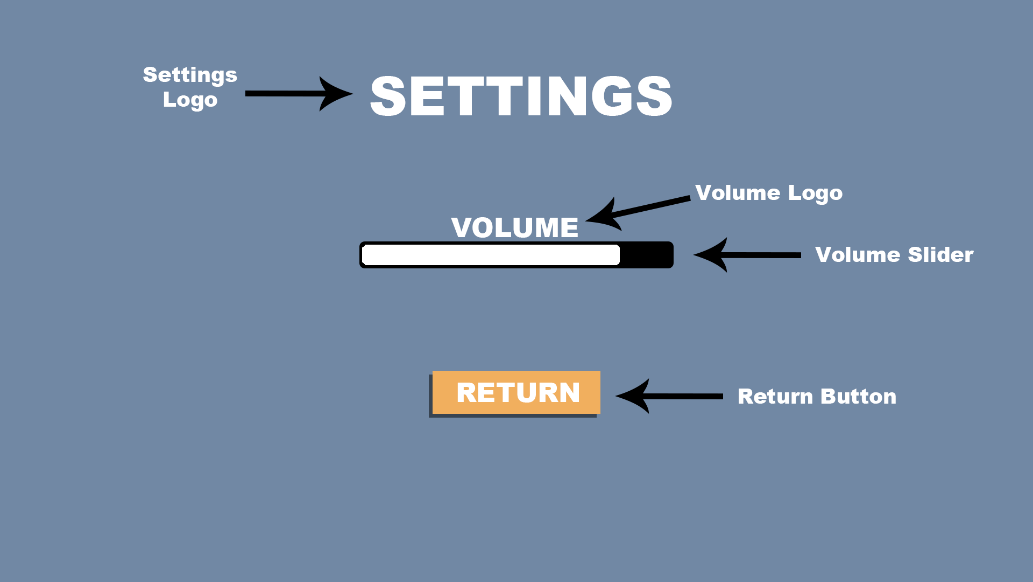 Settings
Logo
SETTINGS
Volume Logo
VOLUME
Volume Slider
RETURN
Return Button